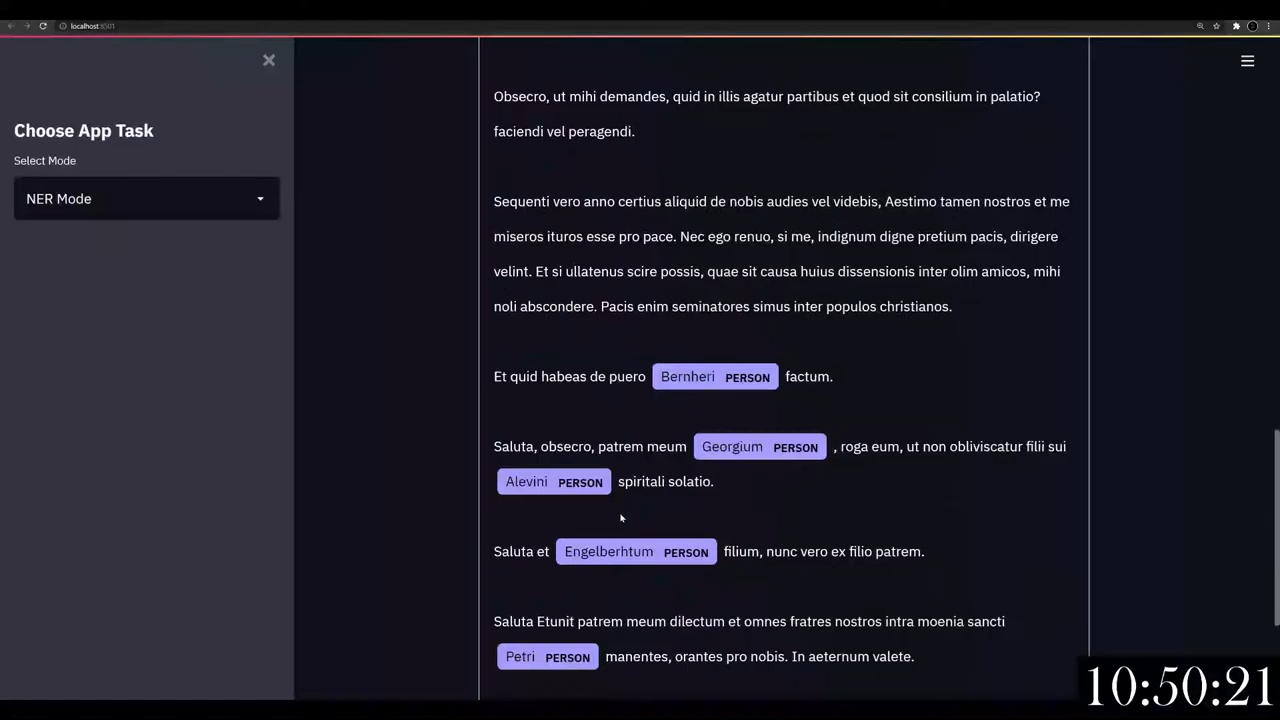 localhost:8501
Choose App Task
Select Mode
NER Mode
Obsecro, ut mihi demandes, quid in illis agatur partibus et quod sit consilium in palatio?
faciendi vel peragendi.
Sequenti vero anno certius aliquid de nobis audies vel videbis, Aestimo tamen nostros et me
miseros ituros esse pro pace. Nec ego renuo, si me, indignum digne pretium pacis, dirigere
velint. Et si ullatenus scire possis, quae sit causa huius dissensionis inter olim amicos, mihi
noli abscondere. Pacis enim seminatores simus inter populos christianos.
Et quid habeas de puero Bernheri PERSON factum.
Saluta, obsecro, patrem meum Georgium PERSON , roga eum, ut non obliviscatur filii sui
Alevini PERSON spiritali solatio.
Saluta et Engelberhtum PERSON filium, nunc vero ex filio patrem.
Saluta Etunit patrem meum dilectum et omnes fratres nostros intra moenia sancti
Petri PERSON manentes, orantes pro nobis. In aeternum valete.
10:50:21